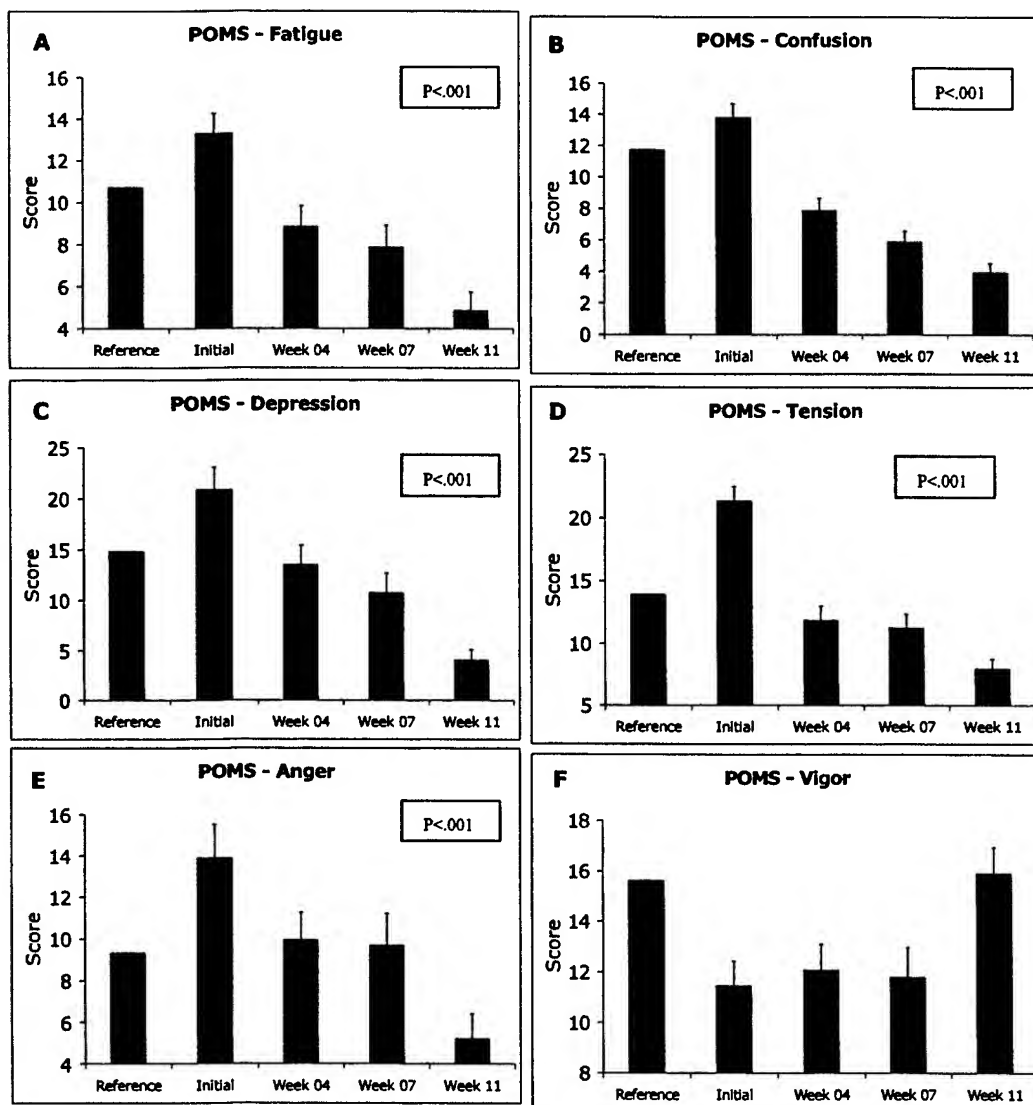 A
POMS - Fatigue
P<.001
Score
16
14
12
10
8
6
4
Reference Initial Week 04 Week 07 Week 11
B
POMS - Confusion
P<.001
Score
16
14
12
10
8
6
4
2
0
Reference Initial Week 04 Week 07 Week 11
C
POMS - Depression
P<.001
Score
25
20
15
10
5
0
Reference Initial Week 04 Week 07 Week 11
D
POMS - Tension
P<.001
Score
25
20
15
10
5
Reference Initial Week 04 Week 07 Week 11
E
POMS - Anger
P<.001
Score
16
14
12
10
8
6
4
Reference Initial Week 04 Week 07 Week 11
F
POMS - Vigor
Score
18
16
14
12
10
8
Reference Initial Week 04 Week 07 Week 11